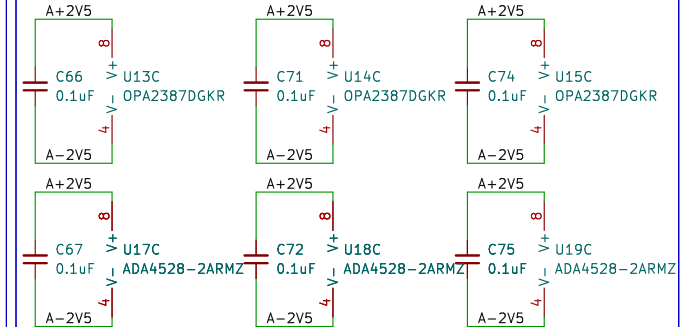 A+2V5 A+2V5 A+2V5
8 8 8
V+ V+ V+
C66 U13C C71 U14C C74 U15C
0.1uF OPA2387DGKR 0.1uF OPA2387DGKR 0.1uF OPA2387DGKR
V- V- V-
4 4 4
A-2V5 A-2V5 A-2V5
A+2V5 A+2V5 A+2V5
8 8 8
V+ V+ V+
C67 U17C C72 U18C C75 U19C
0.1uF ADA4528-2ARMZ 0.1uF ADA4528-2ARMZ 0.1uF ADA4528-2ARMZ
V- V- V-
4 4 4
A-2V5 A-2V5 A-2V5